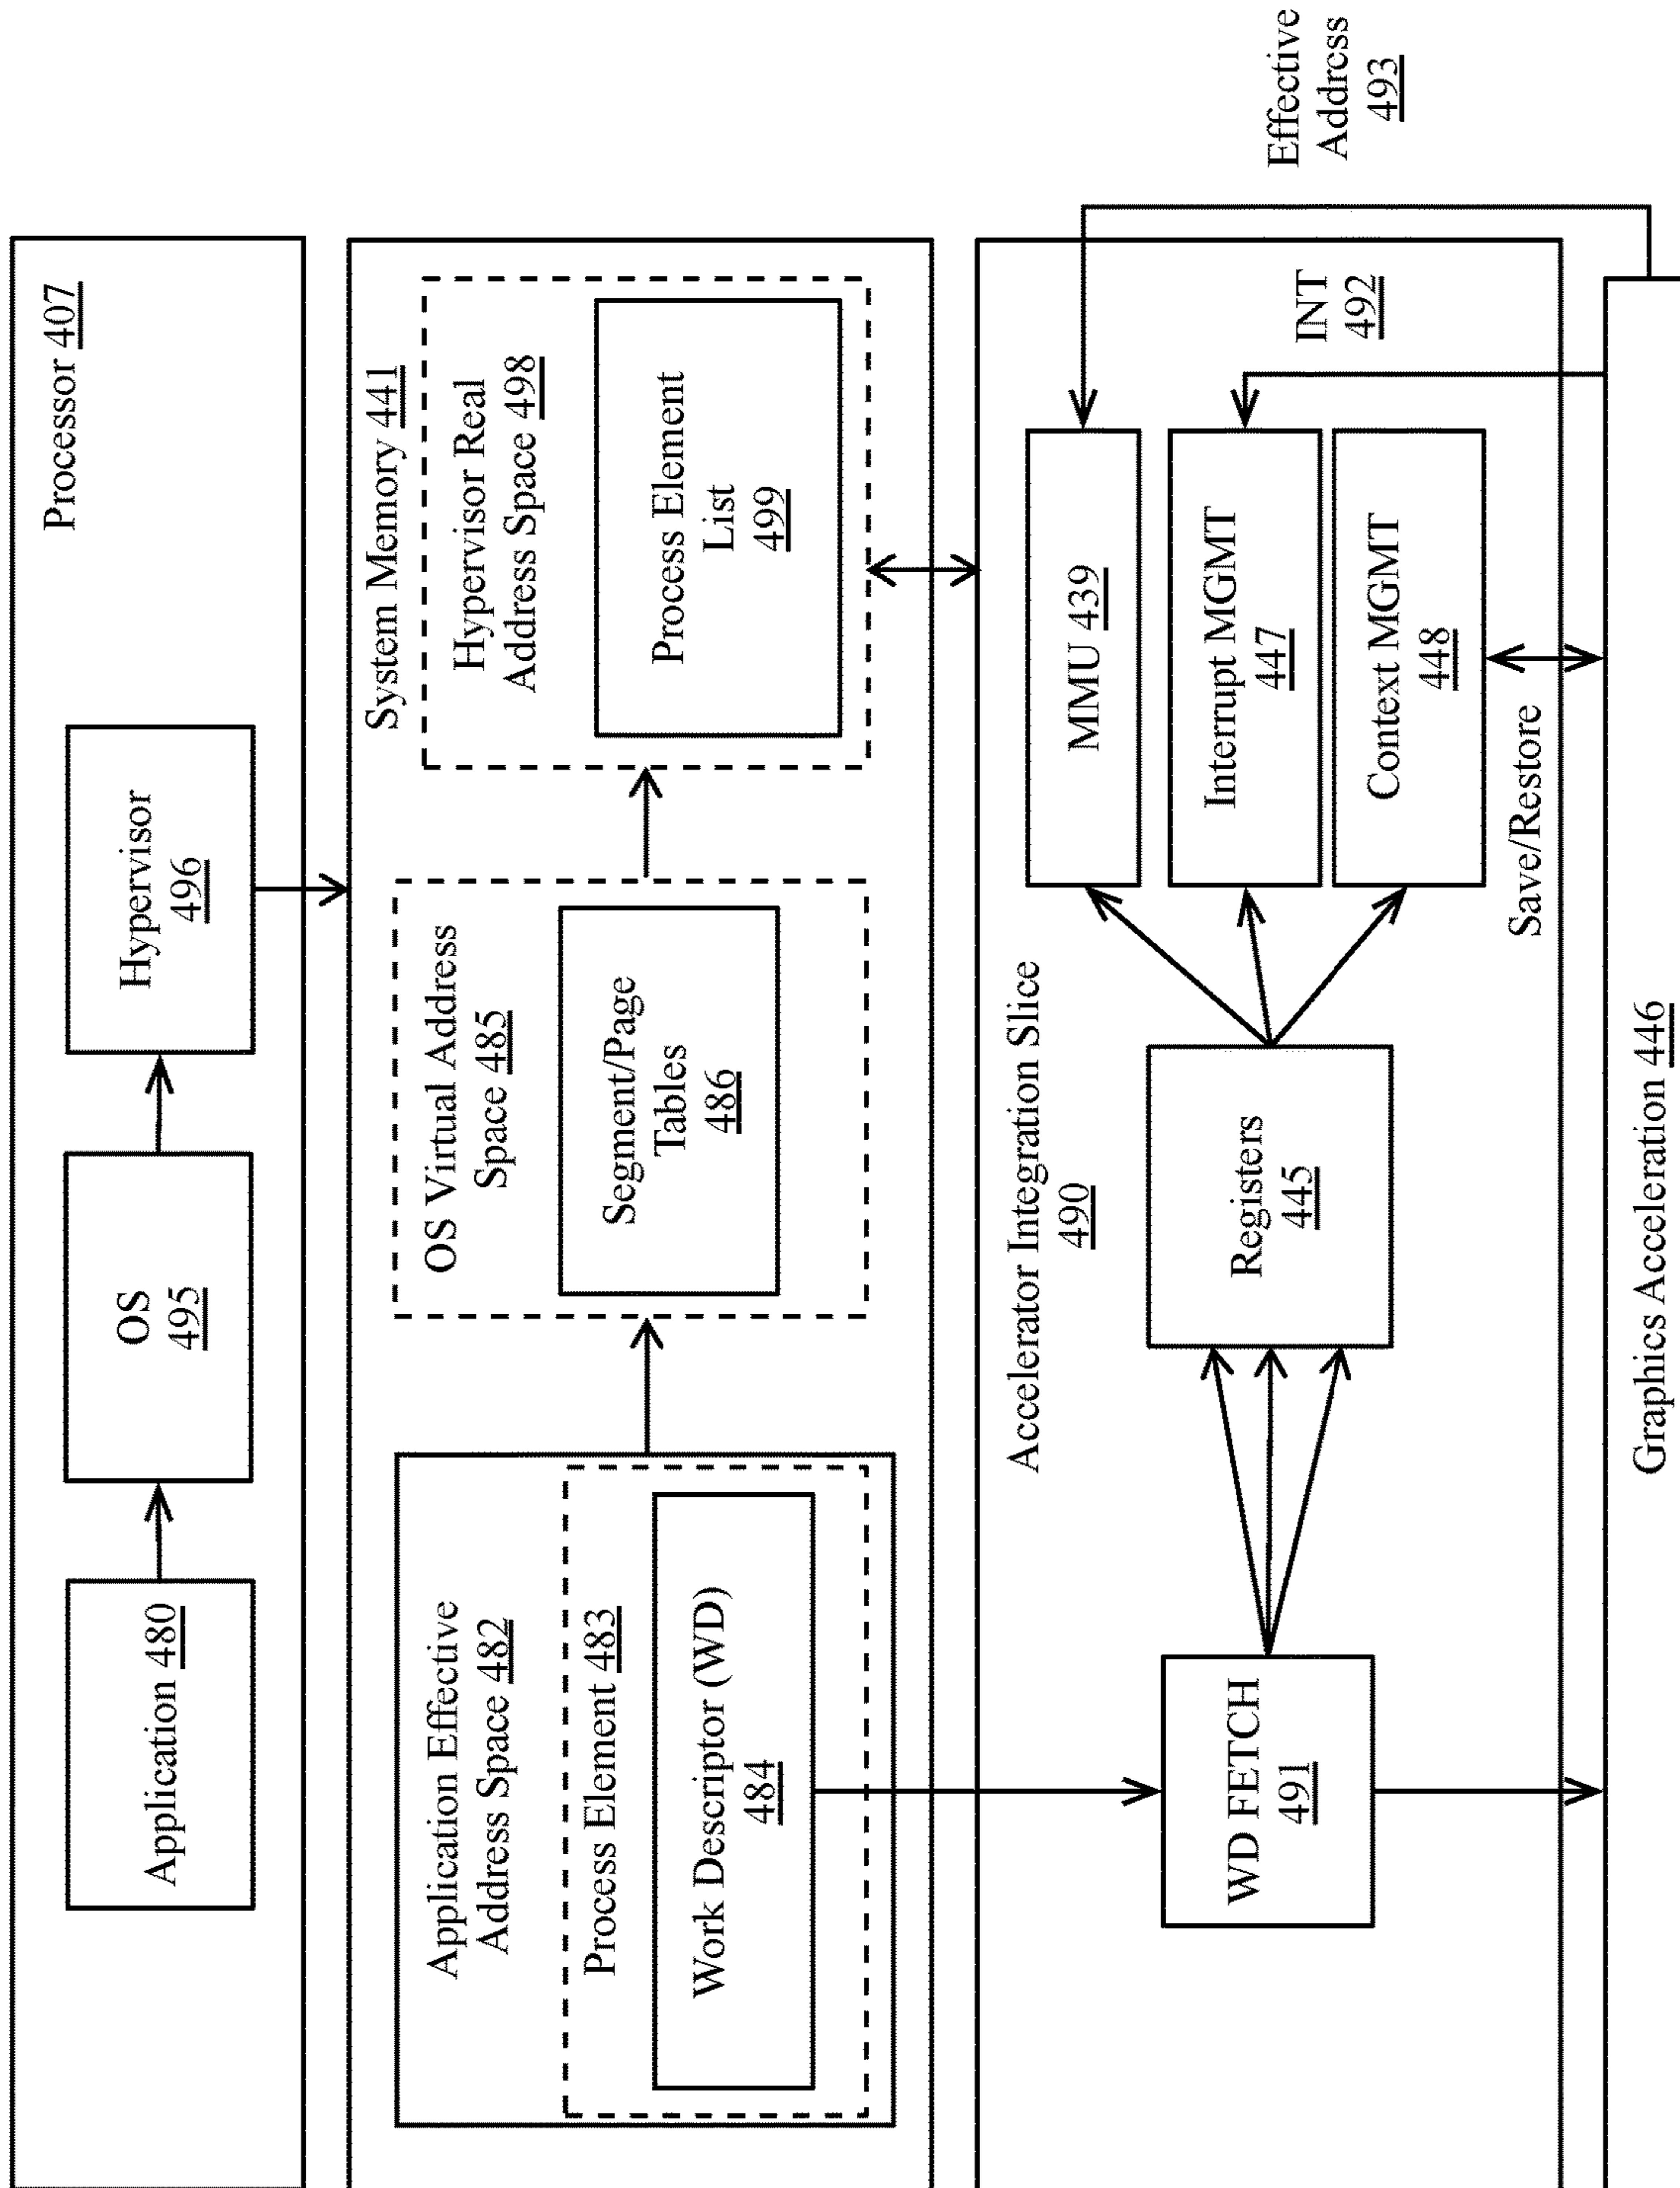 Processor 407
Application 480
OS
495
Hypervisor
496
System Memory 441
Application Effective
Address Space 482
Process Element 483
Work Descriptor (WD)
484
OS Virtual Address
Space 485
Segment/Page
Tables
486
Hypervisor Real
Address Space 498
Process Element
List
499
Accelerator Integration Slice
490
WD FETCH
491
Registers
445
MMU 439
Interrupt MGMT
447
Context MGMT
448
INT
492
Effective
Address
493
Save/Restore
Graphics Acceleration 446